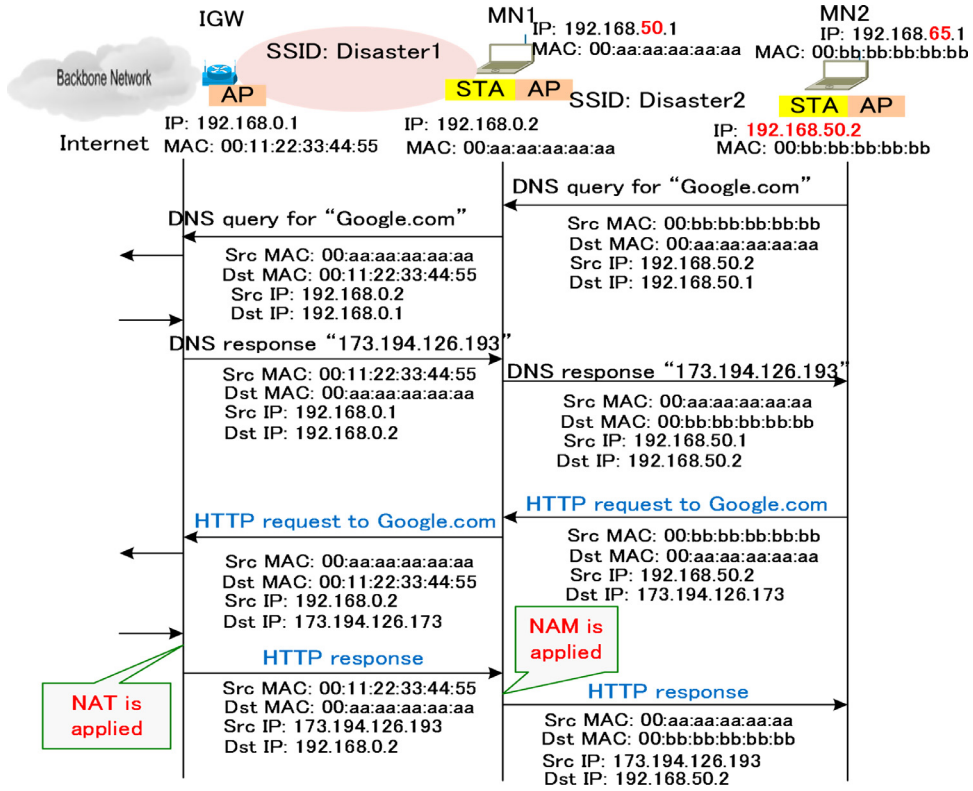 IGW
MN1
MN2
IP: 192.168.50.1
MAC: 00:aa:aa:aa:aa:aa
IP: 192.168.65.1
MAC: 00:bb:bb:bb:bb:bb
SSID: Disaster1
Backbone Network
AP
STA AP
SSID: Disaster2
STA AP
Internet
IP: 192.168.0.1
MAC: 00:11:22:33:44:55
IP: 192.168.0.2
MAC: 00:aa:aa:aa:aa:aa
IP: 192.168.50.2
MAC: 00:bb:bb:bb:bb:bb
DNS query for “Google.com”
Src MAC: 00:bb:bb:bb:bb:bb
Dst MAC: 00:aa:aa:aa:aa:aa
Src IP: 192.168.50.2
Dst IP: 192.168.50.1
DNS query for “Google.com”
Src MAC: 00:aa:aa:aa:aa:aa
Dst MAC: 00:11:22:33:44:55
Src IP: 192.168.0.2
Dst IP: 192.168.0.1
DNS response “173.194.126.193”
Src MAC: 00:11:22:33:44:55
Dst MAC: 00:aa:aa:aa:aa:aa
Src IP: 192.168.0.1
Dst IP: 192.168.0.2
DNS response “173.194.126.193”
Src MAC: 00:aa:aa:aa:aa:aa
Dst MAC: 00:bb:bb:bb:bb:bb
Src IP: 192.168.50.1
Dst IP: 192.168.50.2
HTTP request to Google.com
Src MAC: 00:bb:bb:bb:bb:bb
Dst MAC: 00:aa:aa:aa:aa:aa
Src IP: 192.168.50.2
Dst IP: 173.194.126.173
HTTP request to Google.com
Src MAC: 00:aa:aa:aa:aa:aa
Dst MAC: 00:11:22:33:44:55
Src IP: 192.168.0.2
Dst IP: 173.194.126.173
NAM is
applied
NAT is
applied
HTTP response
Src MAC: 00:11:22:33:44:55
Dst MAC: 00:aa:aa:aa:aa:aa
Src IP: 173.194.126.193
Dst IP: 192.168.0.2
HTTP response
Src MAC: 00:aa:aa:aa:aa:aa
Dst MAC: 00:bb:bb:bb:bb:bb
Src IP: 173.194.126.193
Dst IP: 192.168.50.2